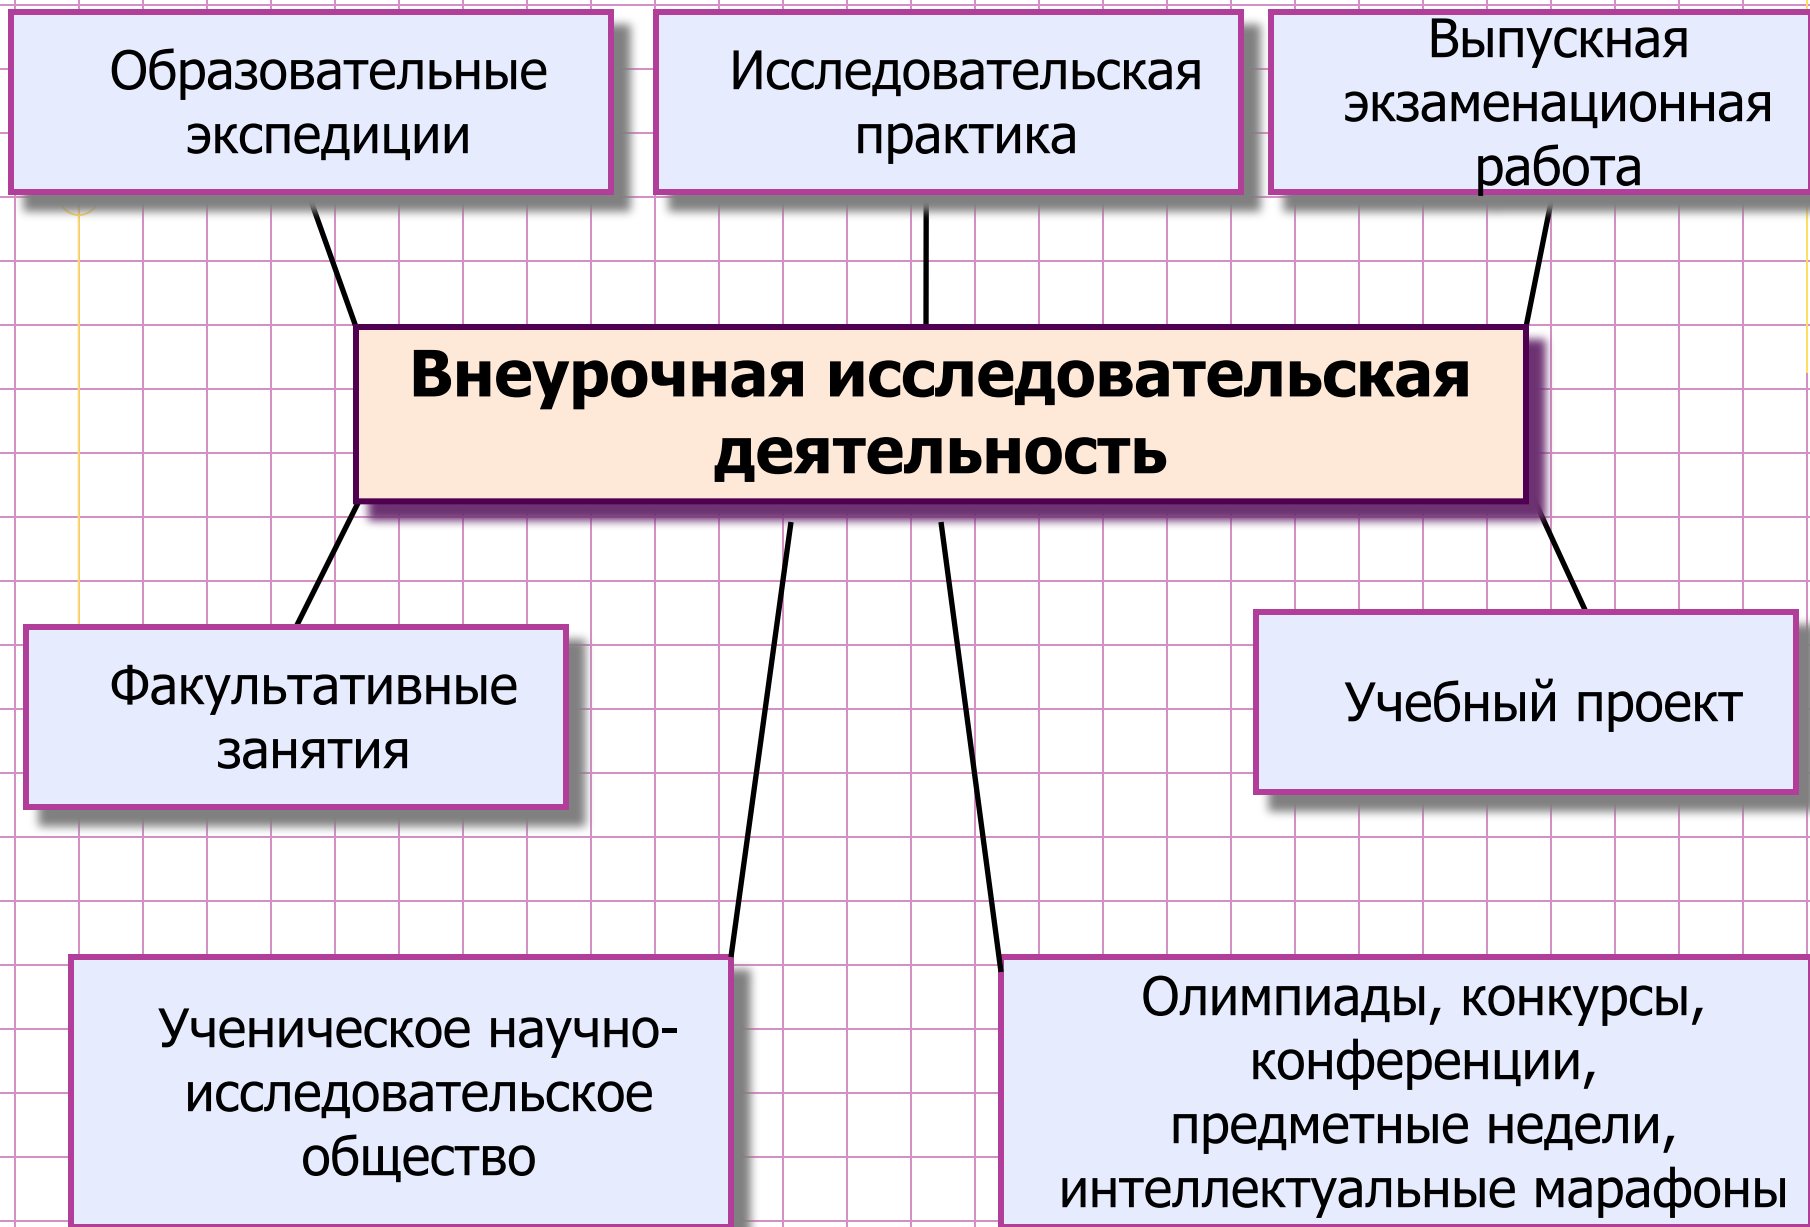 Образовательные
экспедиции
Исследовательская
практика
Выпускная
экзаменационная
работа
Внеурочная исследовательская
деятельность
Факультативные
занятия
Учебный проект
Ученическое научно-
исследовательское
общество
Олимпиады, конкурсы,
конференции,
предметные недели,
интеллектуальные марафоны